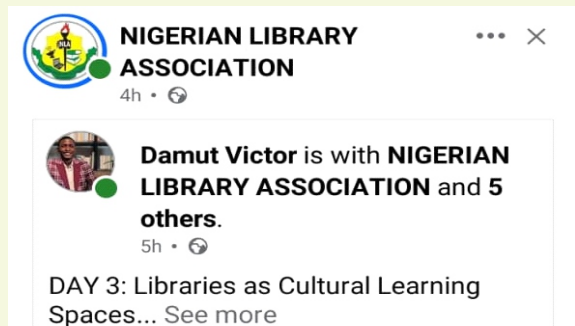 NIGERIAN LIBRARY
ASSOCIATION
4h •
Damut Victor is with NIGERIAN
LIBRARY ASSOCIATION and 5
others.
5h •
DAY 3: Libraries as Cultural Learning
Spaces... See more